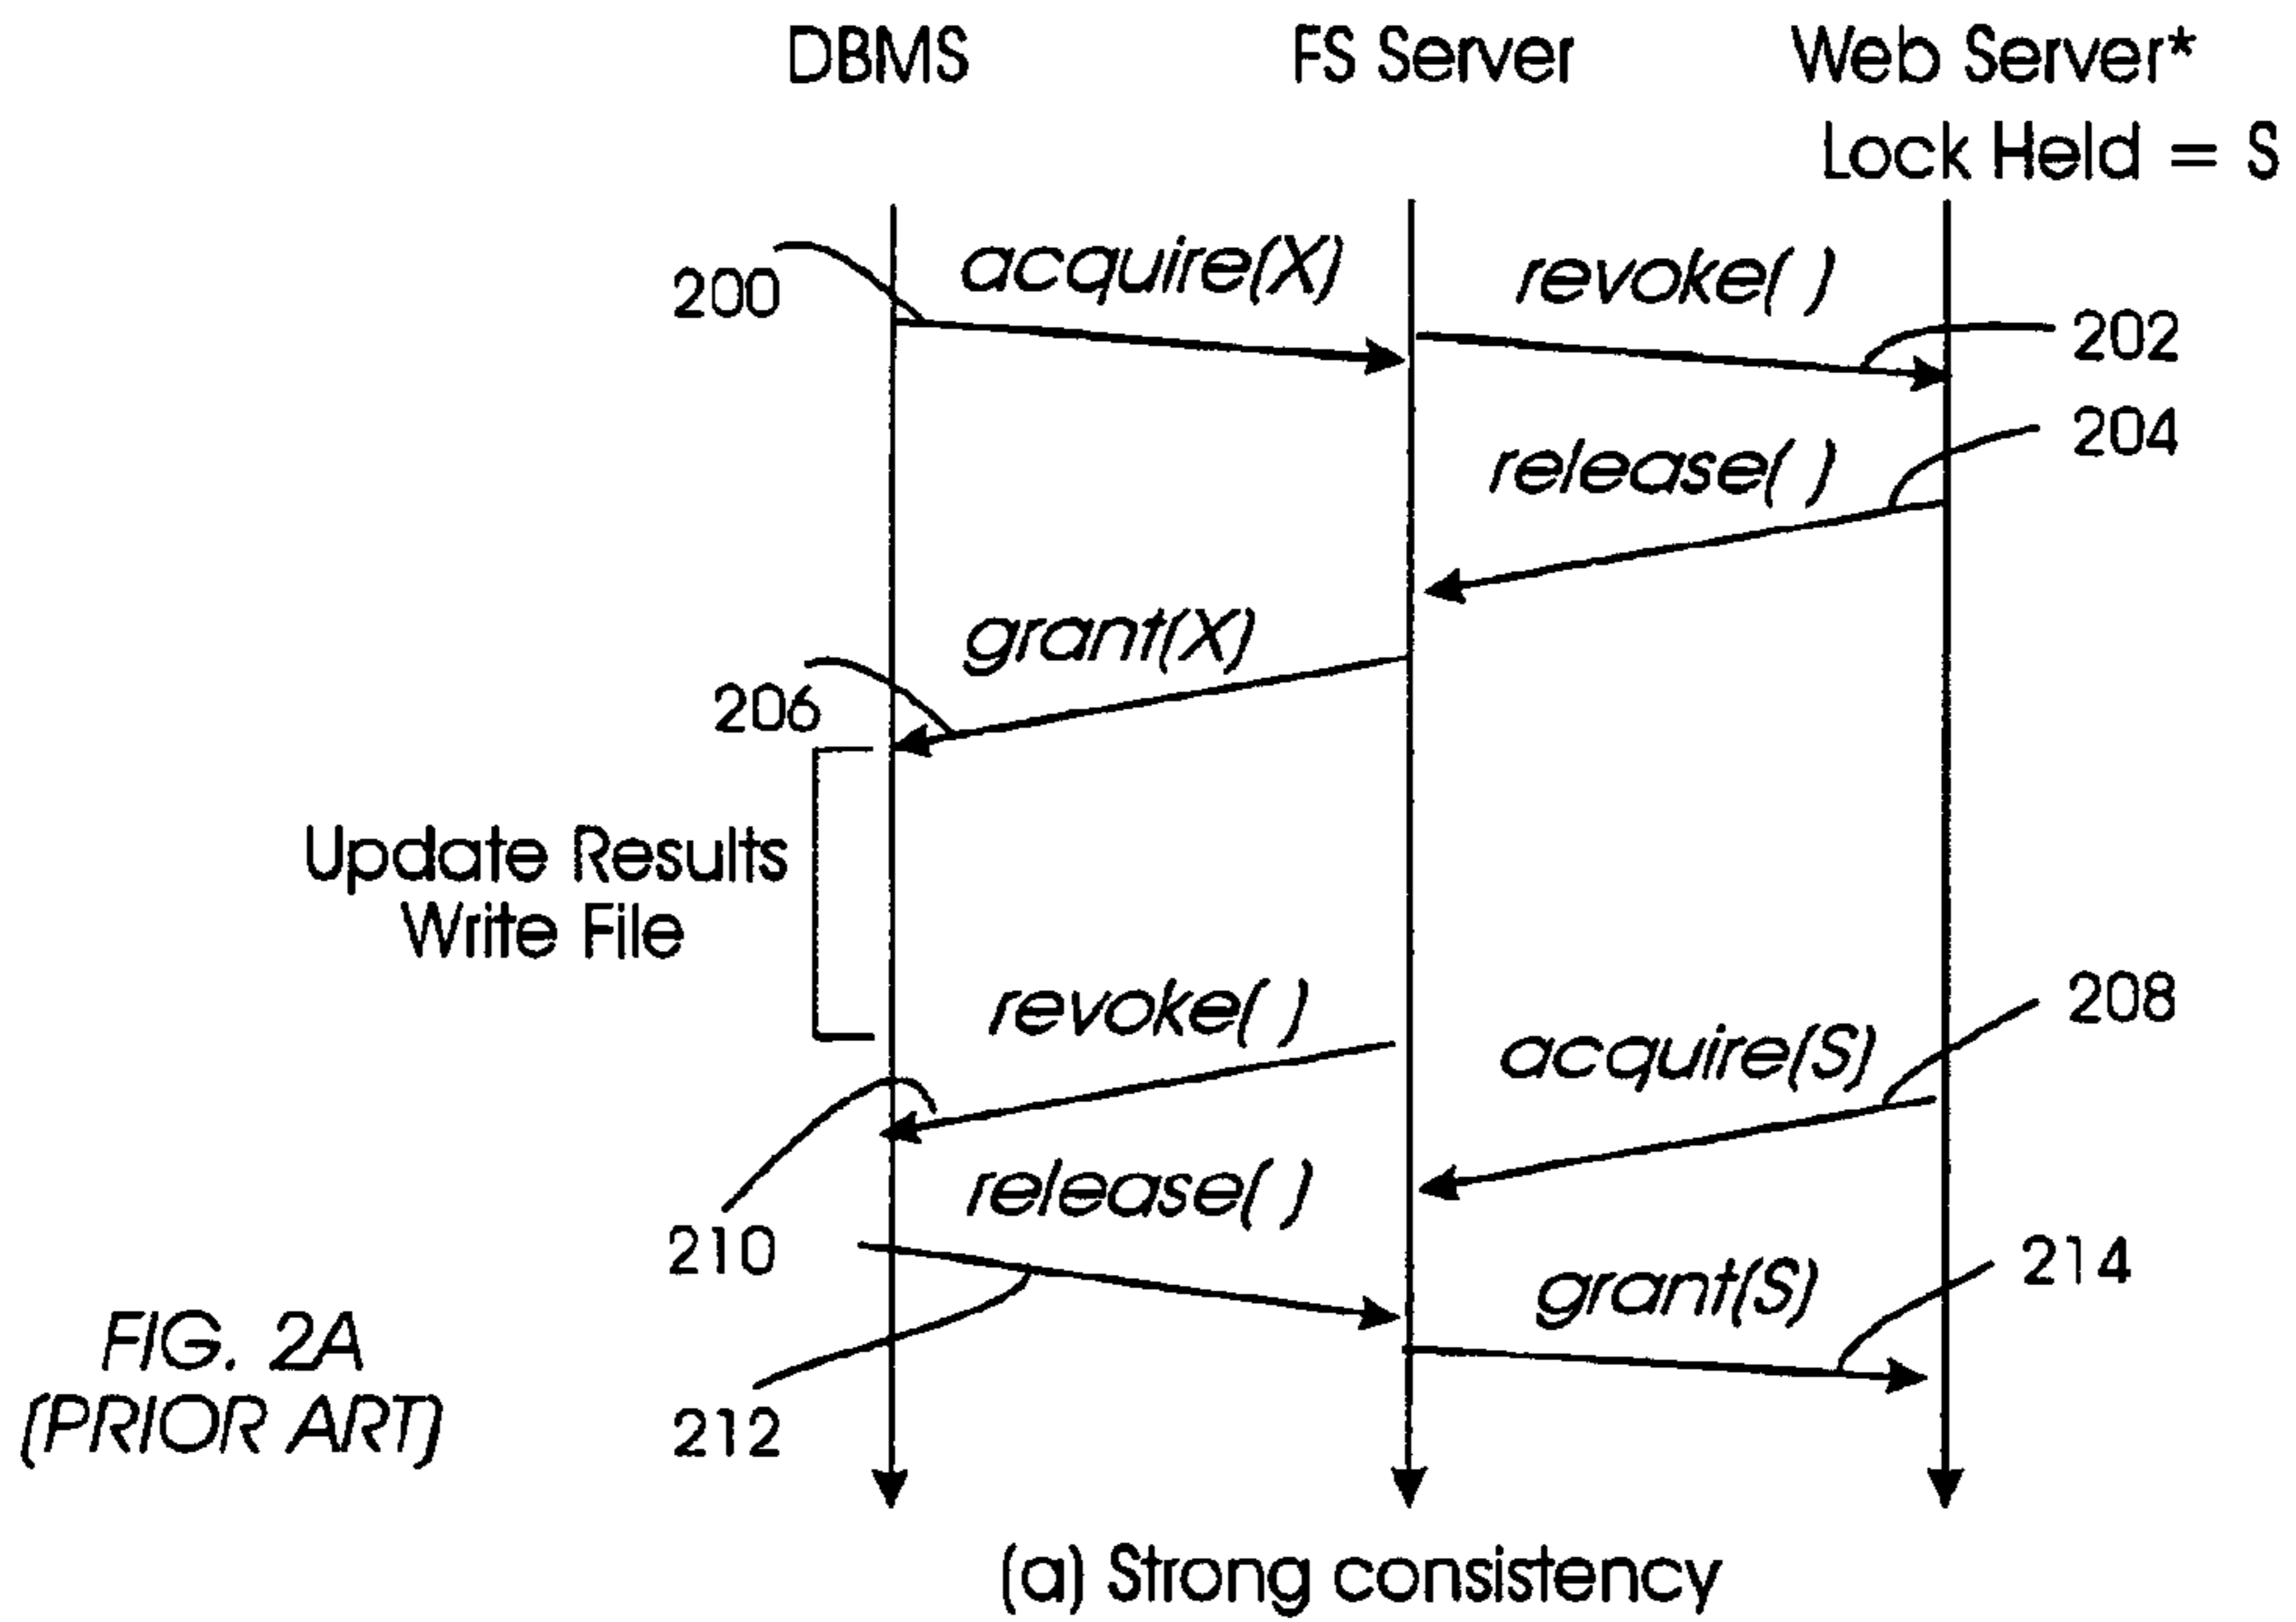 DBMS
FS Server
Web Server*
Lock Held = S
acquire(X)
revoke( )
200
202
204
release( )
grant(X)
206
Update Results
Write File
revoke( )
208
acquire(S)
release( )
210
214
grant(S)
FIG. 2A
(PRIOR ART)
212
(a) Strong consistency